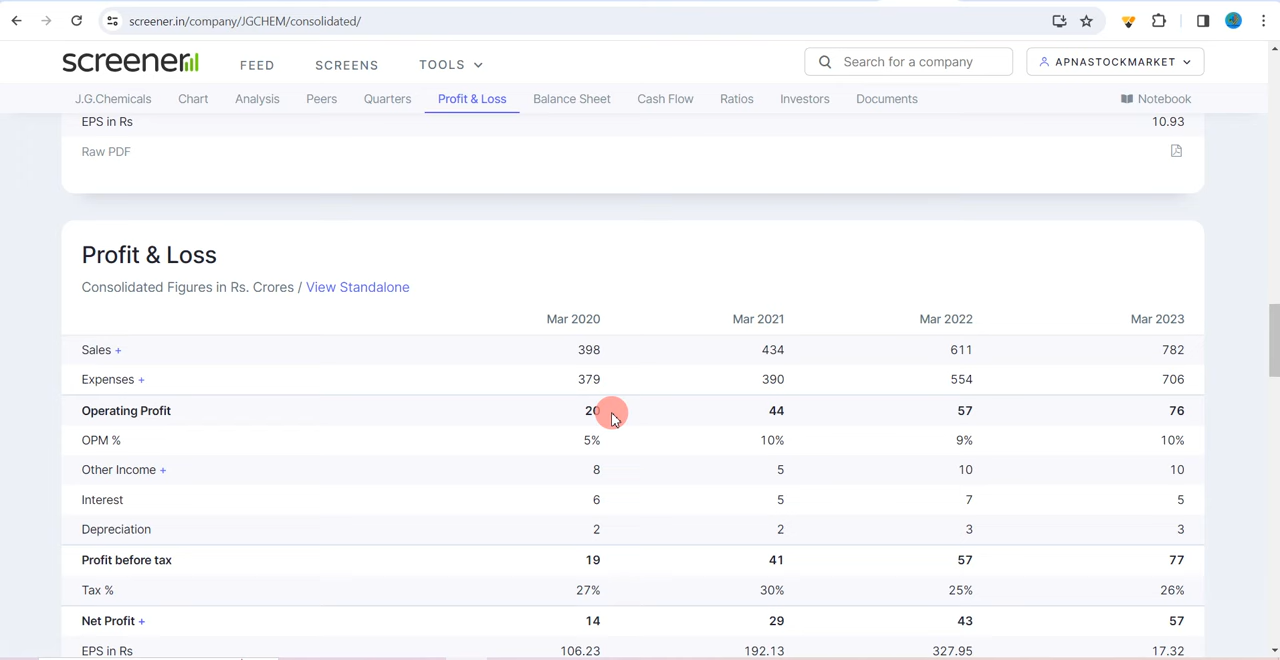 screener.in/company/JGCHEM/consolidated/
screener FEED SCREENS TOOLS Search for a company APNASTOCKMARKET
J.G.Chemicals Chart Analysis Peers Quarters Profit & Loss Balance Sheet Cash Flow Ratios Investors Documents Notebook
EPS in Rs 10.93
Raw PDF
Profit & Loss
Consolidated Figures in Rs. Crores / View Standalone
Mar 2020 Mar 2021 Mar 2022 Mar 2023
Sales + 398 434 611 782
Expenses + 379 390 554 706
Operating Profit 20 44 57 76
OPM % 5% 10% 9% 10%
Other Income + 8 5 10 10
Interest 6 5 7 5
Depreciation 2 2 3 3
Profit before tax 19 41 57 77
Tax % 27% 30% 25% 26%
Net Profit + 14 29 43 57
EPS in Rs 106.23 192.13 327.95 17.32